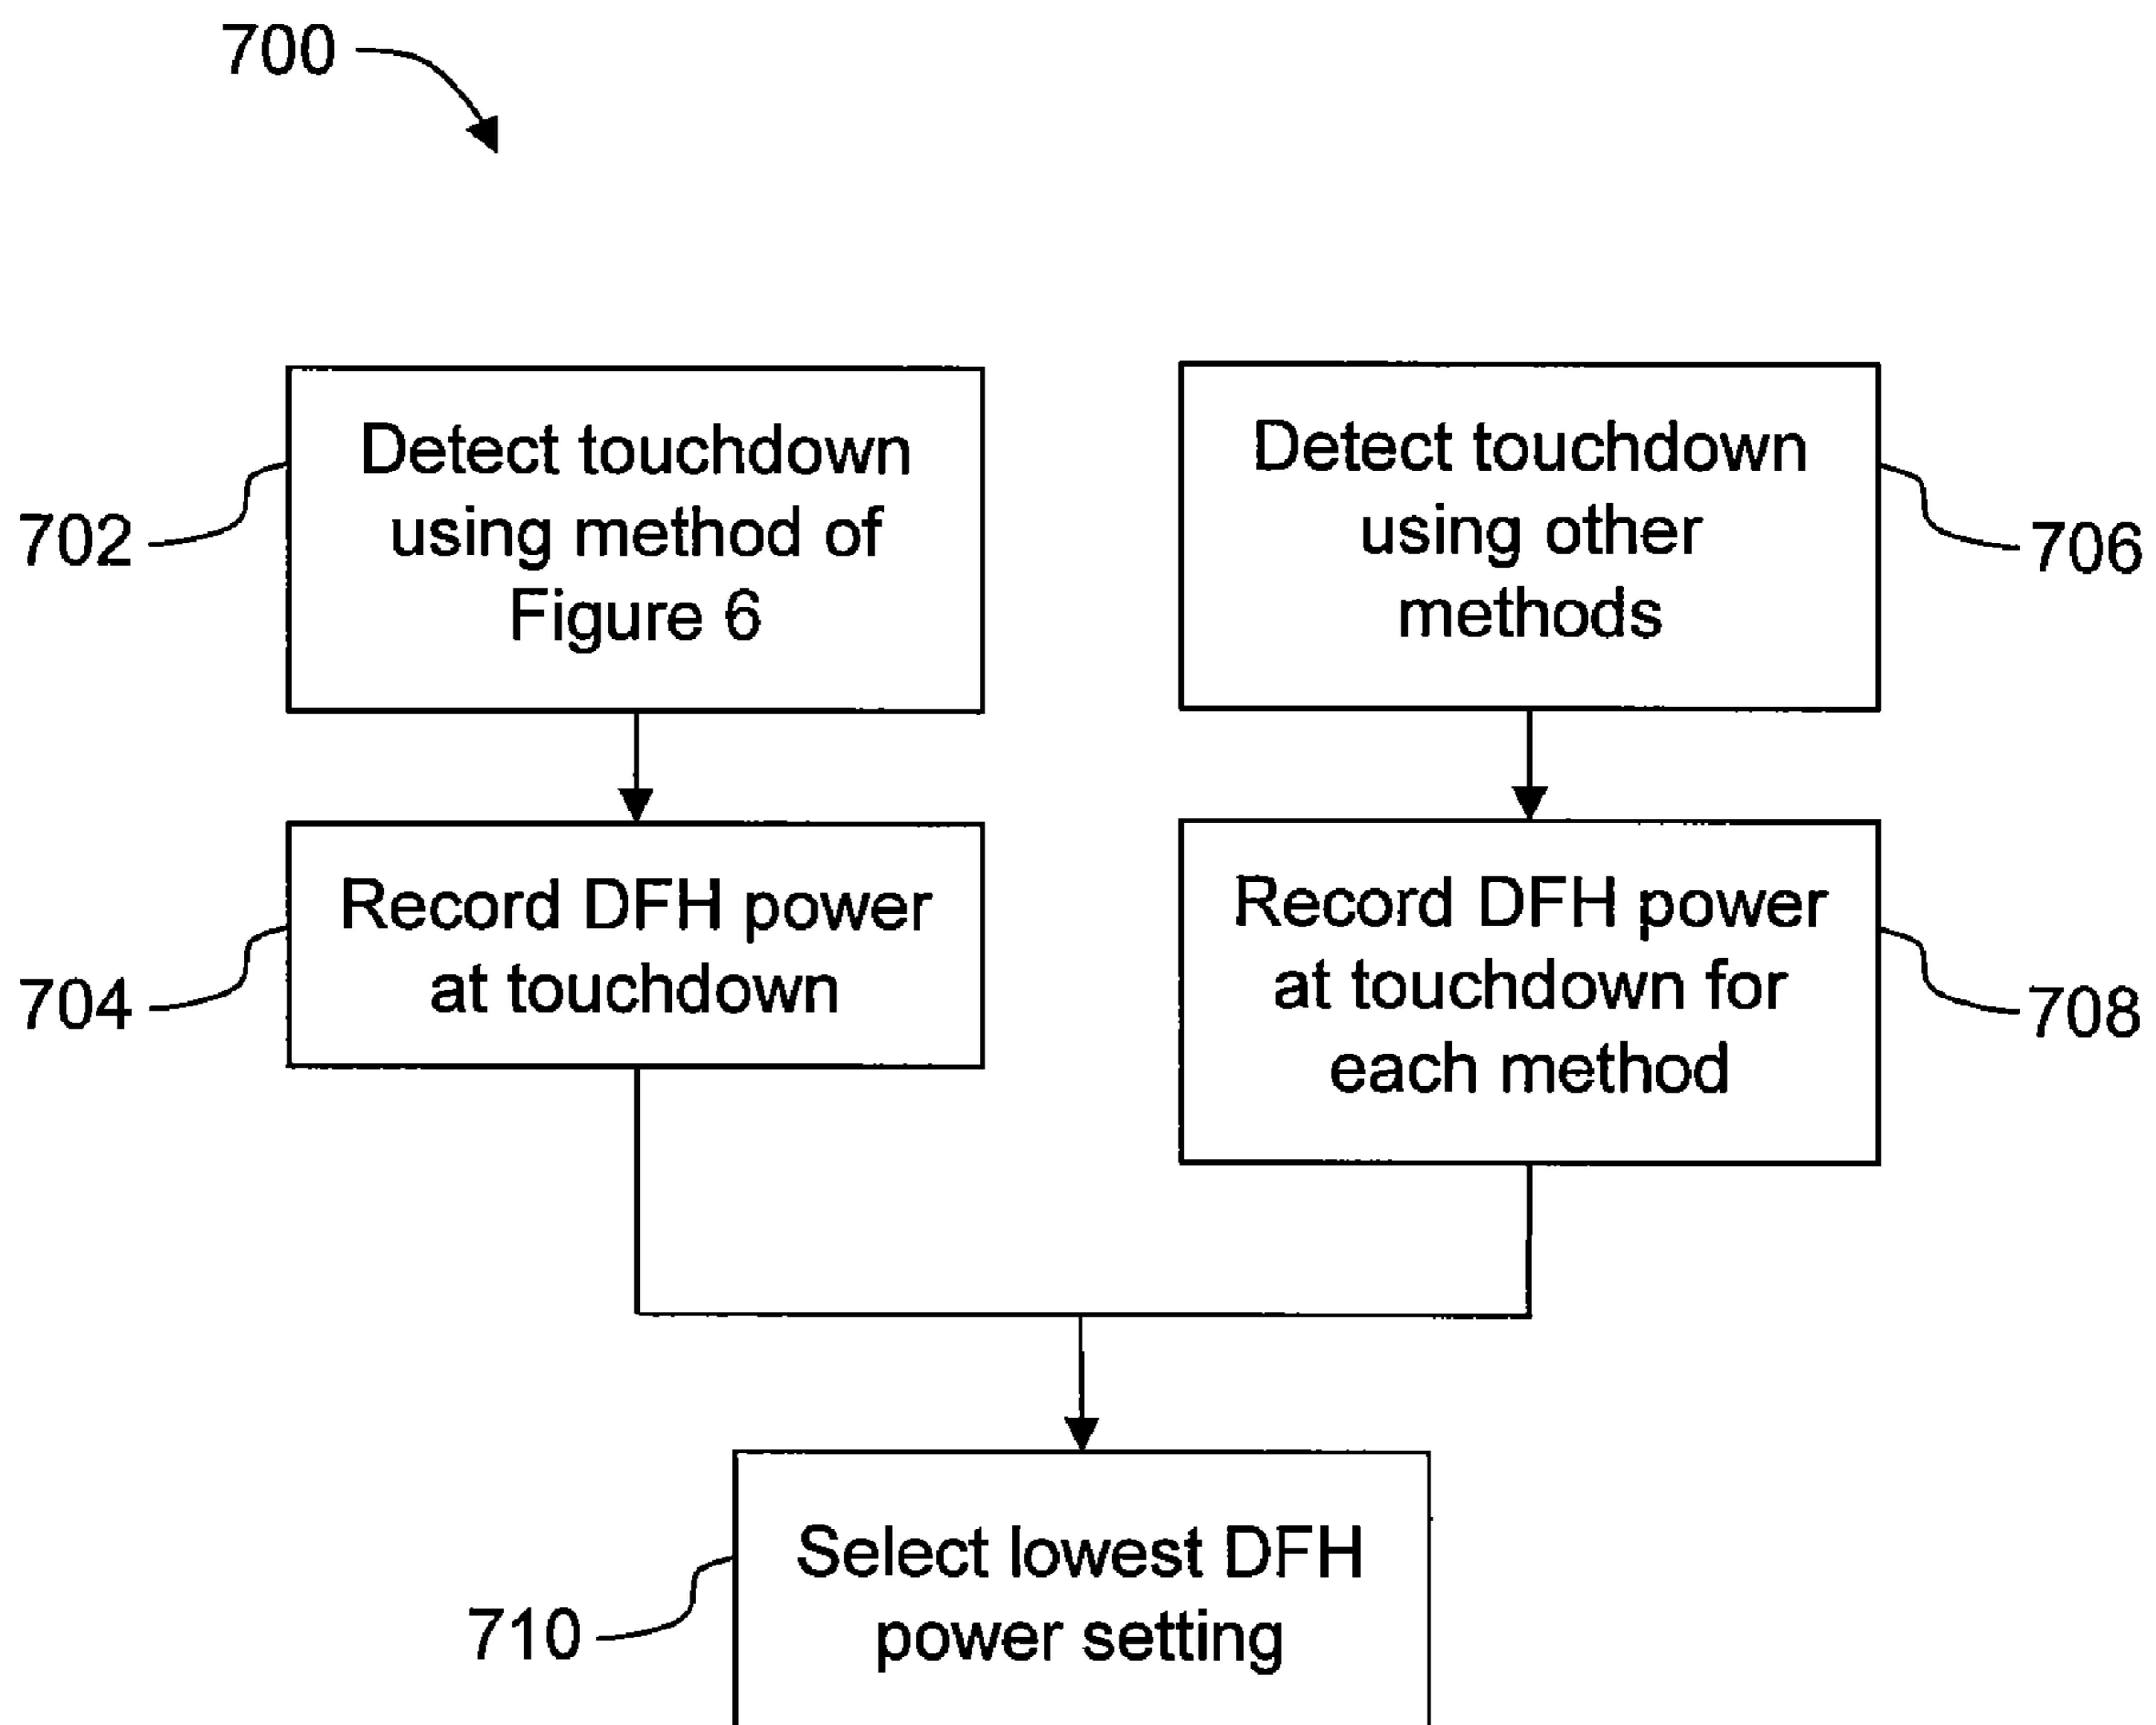 700
702
Detect touchdown
using method of
Figure 6
Detect touchdown
using other
methods
706
704
Record DFH power
at touchdown
Record DFH power
at touchdown for
each method
708
710
Select lowest DFH
power setting